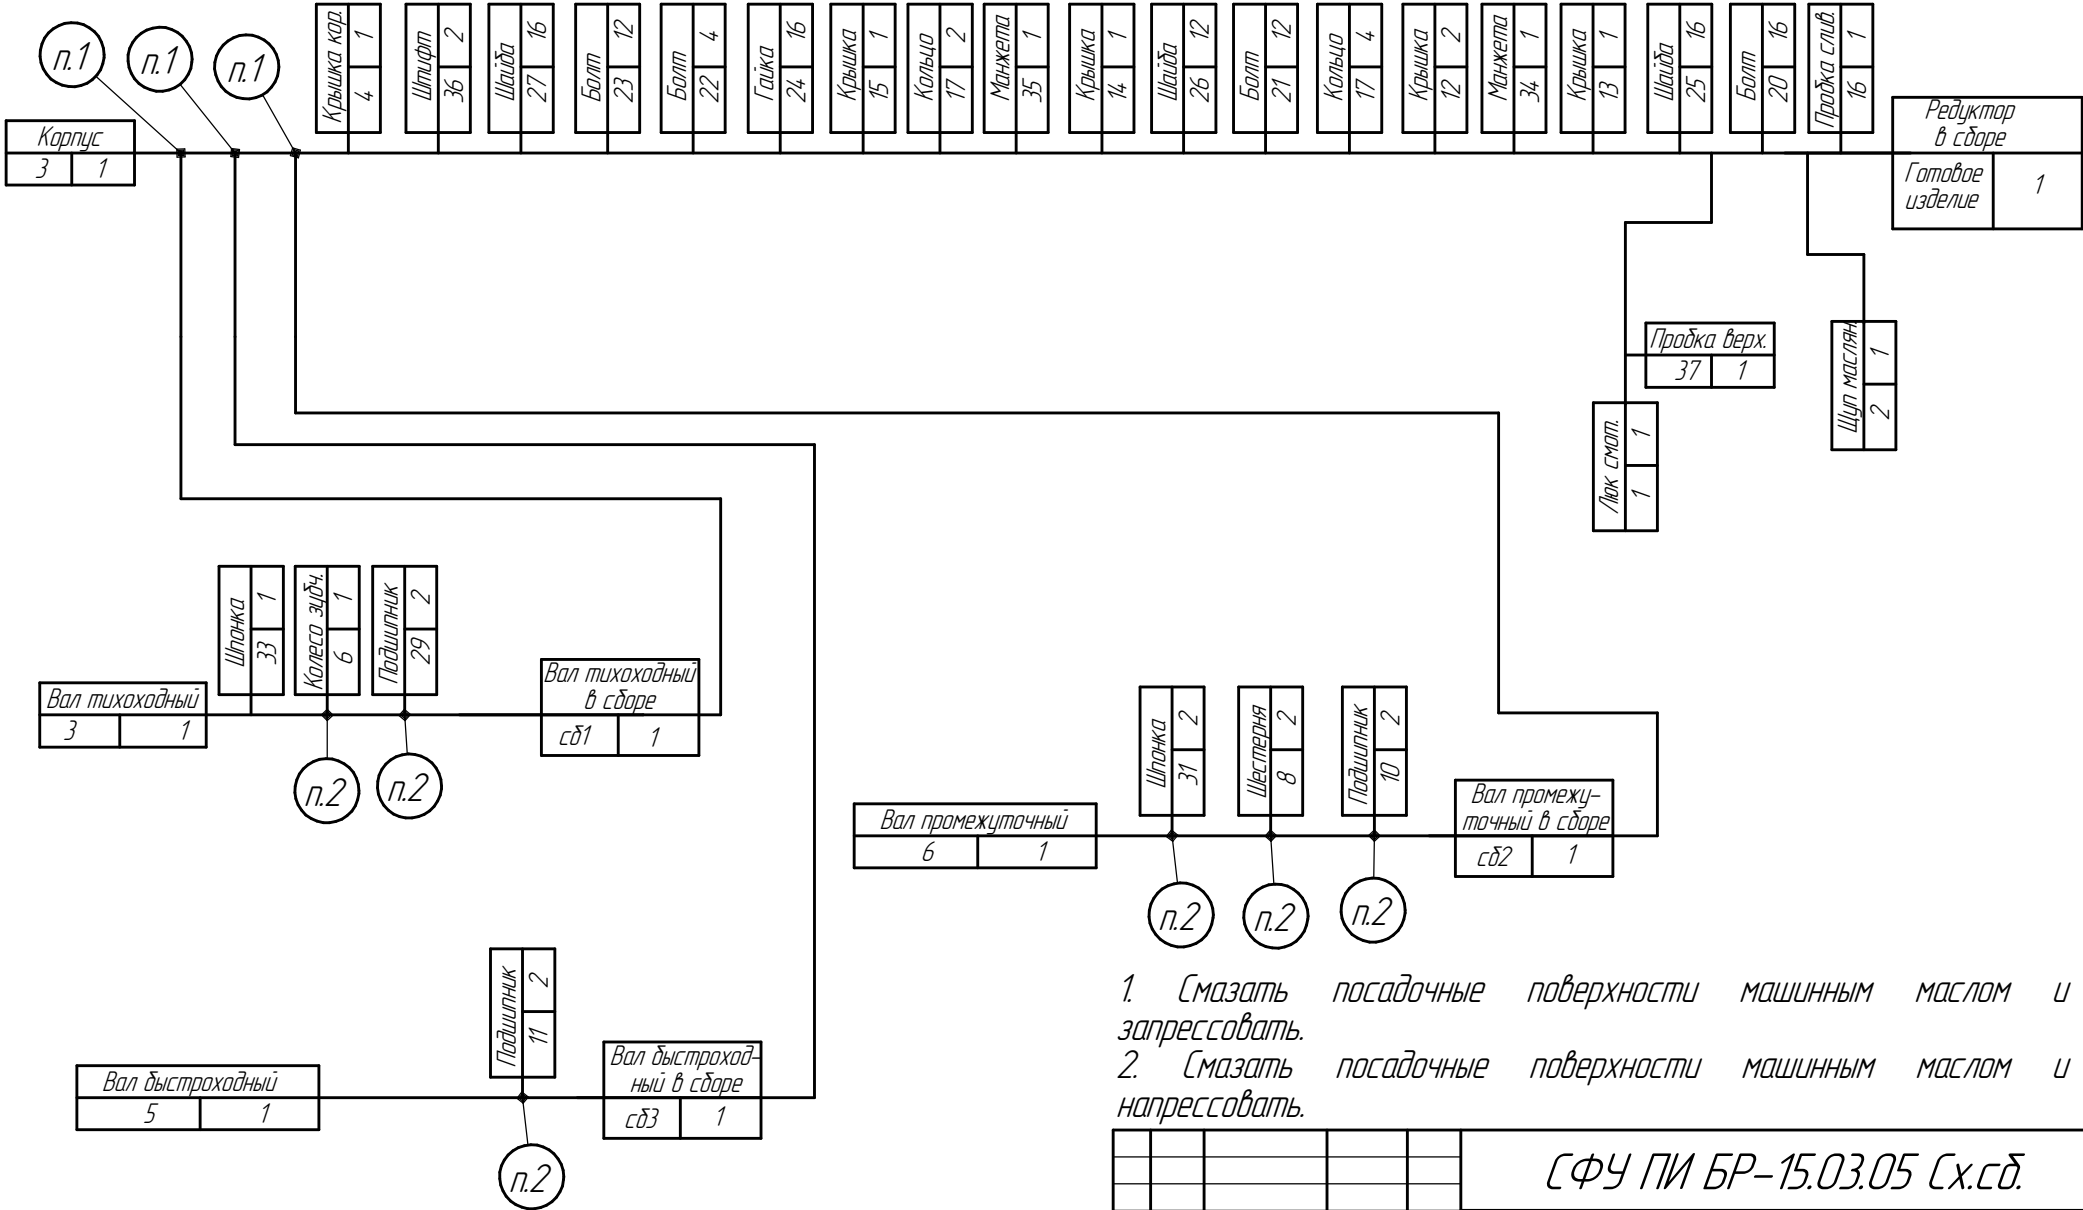 п.1
п.1
п.1
Корпус
3 1
Крышка кор.
4 1
Штифт
36 2
Шайба
27 16
Болт
23 12
Болт
22 4
Гайка
24 16
Крышка
15 1
Кольцо
17 2
Манжета
35 1
Крышка
14 1
Шайба
26 12
Болт
21 12
Кольцо
17 4
Крышка
12 2
Манжета
34 1
Крышка
13 1
Шайба
25 16
Болт
20 16
Пробка слив.
16 1
Редуктор
в сборе
Готовое
изделие
1
Пробка верх.
37 1
Люк смот.
1 1
Щуп маслян.
2 1
Вал тихоходный
3 1
Шпонка
33 1
Колесо зубч.
6 1
Подшипник
29 2
Вал тихоходный
в сборе
сб1 1
п.2
п.2
Вал промежуточный
6 1
Шпонка
31 2
Шестерня
8 2
Подшипник
10 2
Вал промежу-
точный в сборе
сб2 1
п.2
п.2
п.2
Вал быстроходный
5 1
Подшипник
11 2
Вал быстроход-
ный в сборе
сб3 1
п.2
1. Смазать посадочные поверхности машинным маслом и
запрессовать.
2. Смазать посадочные поверхности машинным маслом и
напрессовать.
СФУ ПИ БР-15.03.05 Сх.сб.